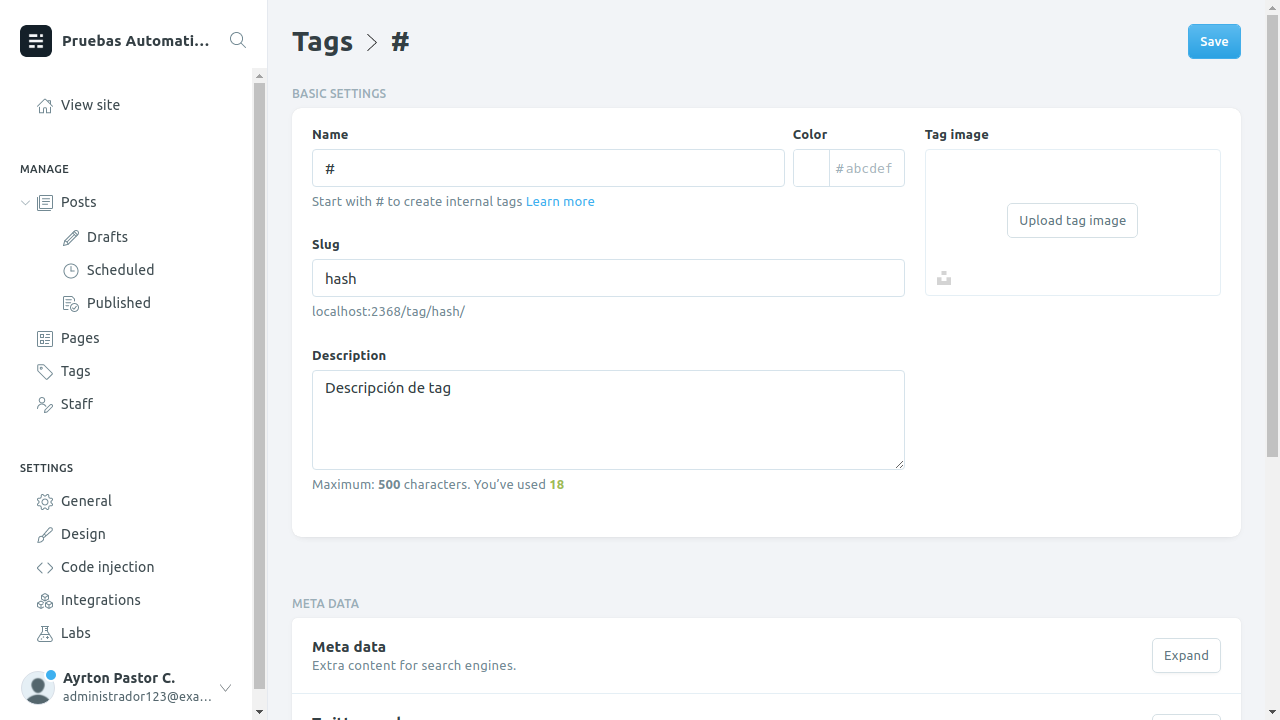 Pruebas Automati...
View site
MANAGE
Posts
Drafts
Scheduled
Published
Pages
Tags
Staff
SETTINGS
General
Design
Code injection
Integrations
Labs
Ayrton Pastor C.
administrador123@exa...
Tags > #
Save
BASIC SETTINGS
Name
#
Start with # to create internal tags Learn more
Color
#abcdef
Slug
hash
localhost:2368/tag/hash/
Description
Descripción de tag
Maximum: 500 characters. You’ve used 18
Tag image
Upload tag image
META DATA
Meta data
Extra content for search engines.
Expand